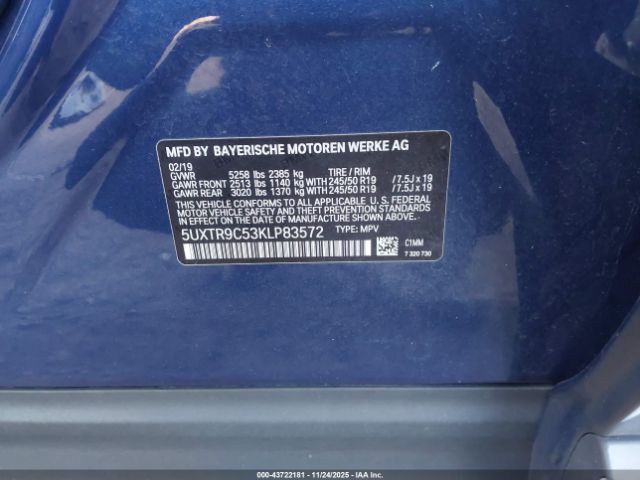 MFD BY BAYERISCHE MOTOREN WERKE AG
02/19
GVWR 5258 lbs 2385 kg TIRE / RIM
GAWR FRONT 2513 lbs 1140 kg WITH 245/50 R19 / 7.5J x 19
GAWR REAR 3020 lbs 1370 kg WITH 245/50 R19 / 7.5J x 19
THIS VEHICLE CONFORMS TO ALL APPLICABLE U. S. FEDERAL
MOTOR VEHICLE SAFETY, BUMPER, AND THEFT PREVENTION
STANDARDS IN EFFECT ON THE DATE OF MANUFACTURE SHOWN ABOVE.
5UXTR9C53KLP83572 TYPE: MPV
C1MM
7 320 730
00-43722181 - 11/24/2025 - COPYRIGHT IAA, LLC.